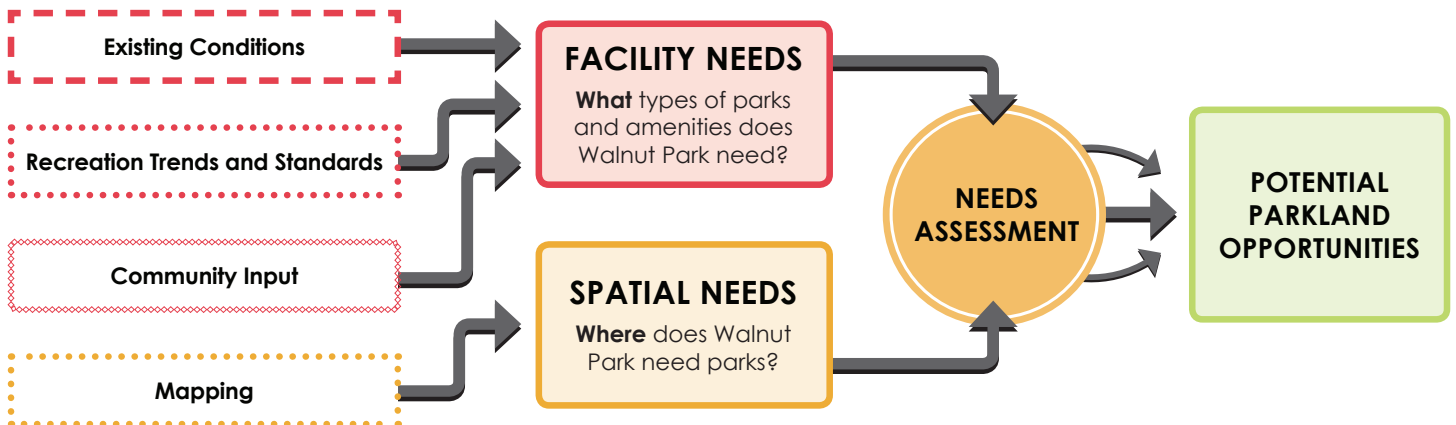 Existing Conditions
Recreation Trends and Standards
Community Input
Mapping
FACILITY NEEDS
What types of parks
and amenities does
Walnut Park need?
SPATIAL NEEDS
Where does Walnut
Park need parks?
NEEDS
ASSESSMENT
POTENTIAL
PARKLAND
OPPORTUNITIES